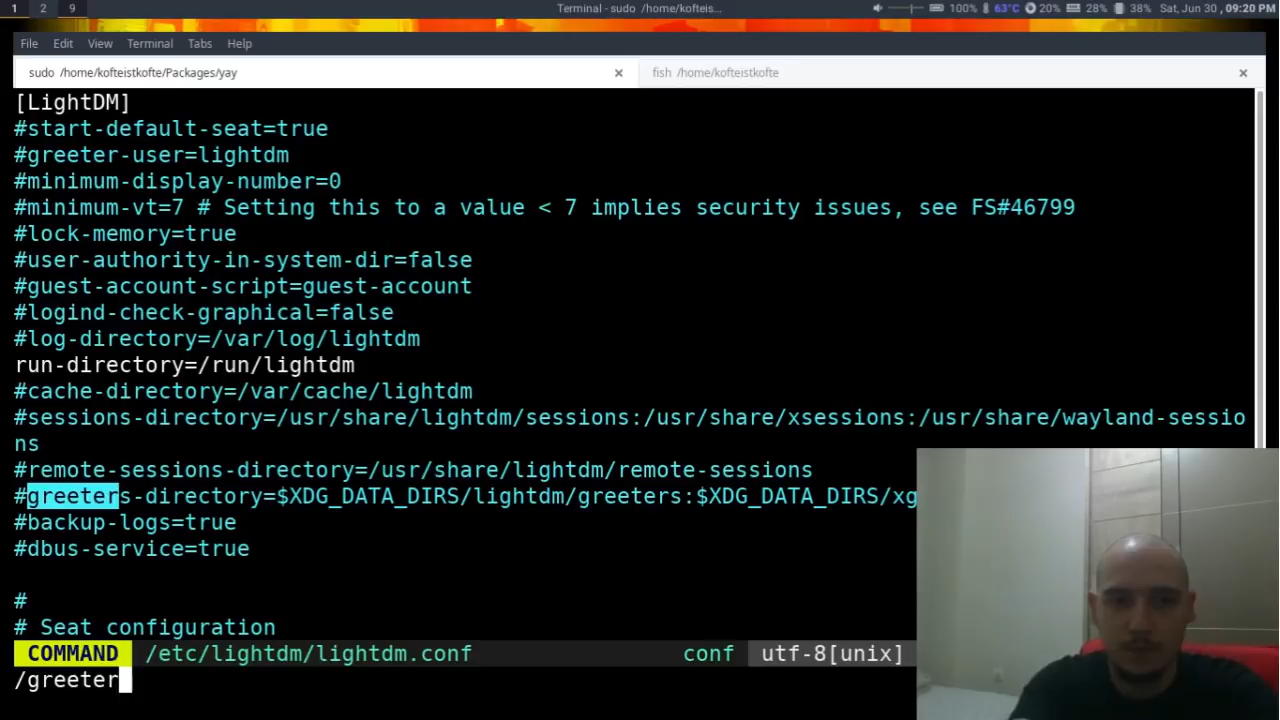 1 2 9 Terminal - sudo /home/kofteis... 100% 63°C 20% 28% 38% Sat, Jun 30 , 09:20 PM
File Edit View Terminal Tabs Help
sudo /home/kofteistkofte/Packages/yay × fish /home/kofteistkofte ×
[LightDM]
#start-default-seat=true
#greeter-user=lightdm
#minimum-display-number=0
#minimum-vt=7 # Setting this to a value < 7 implies security issues, see FS#46799
#lock-memory=true
#user-authority-in-system-dir=false
#guest-account-script=guest-account
#logind-check-graphical=false
#log-directory=/var/log/lightdm
run-directory=/run/lightdm
#cache-directory=/var/cache/lightdm
#sessions-directory=/usr/share/lightdm/sessions:/usr/share/xsessions:/usr/share/wayland-sessio
ns
#remote-sessions-directory=/usr/share/lightdm/remote-sessions
#greeters-directory=$XDG_DATA_DIRS/lightdm/greeters:$XDG_DATA_DIRS/xg
#backup-logs=true
#dbus-service=true
#
# Seat configuration
COMMAND /etc/lightdm/lightdm.conf conf utf-8[unix]
/greeter